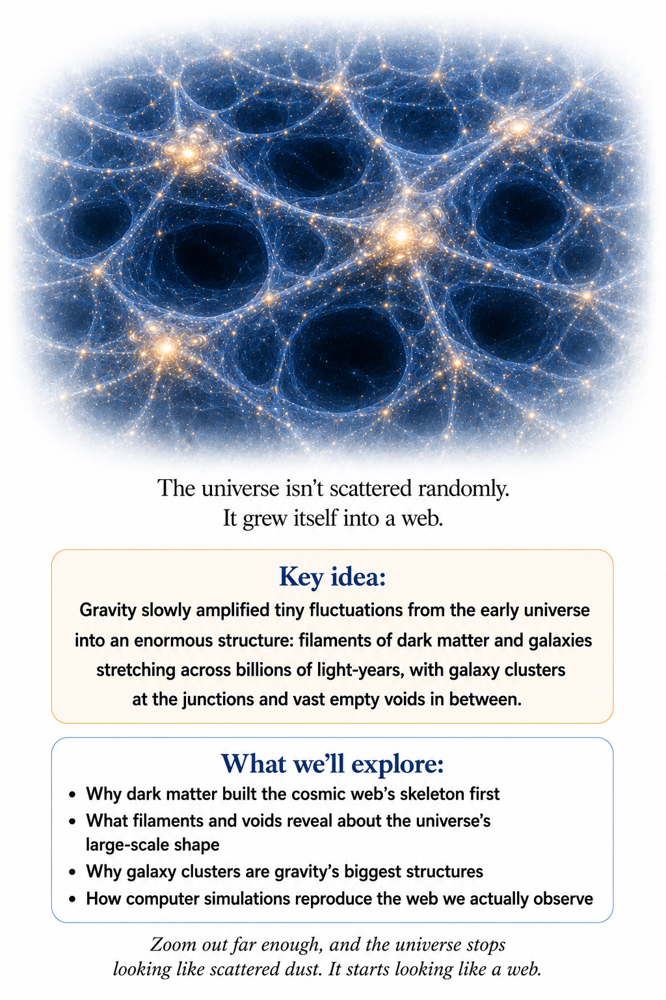 The universe isn’t scattered randomly.
It grew itself into a web.
Key idea:
Gravity slowly amplified tiny fluctuations from the early universe
into an enormous structure: filaments of dark matter and galaxies
stretching across billions of light-years, with galaxy clusters
at the junctions and vast empty voids in between.
What we’ll explore:
• Why dark matter built the cosmic web’s skeleton first
• What filaments and voids reveal about the universe’s
large-scale shape
• Why galaxy clusters are gravity’s biggest structures
• How computer simulations reproduce the web we actually observe
Zoom out far enough, and the universe stops
looking like scattered dust. It starts looking like a web.